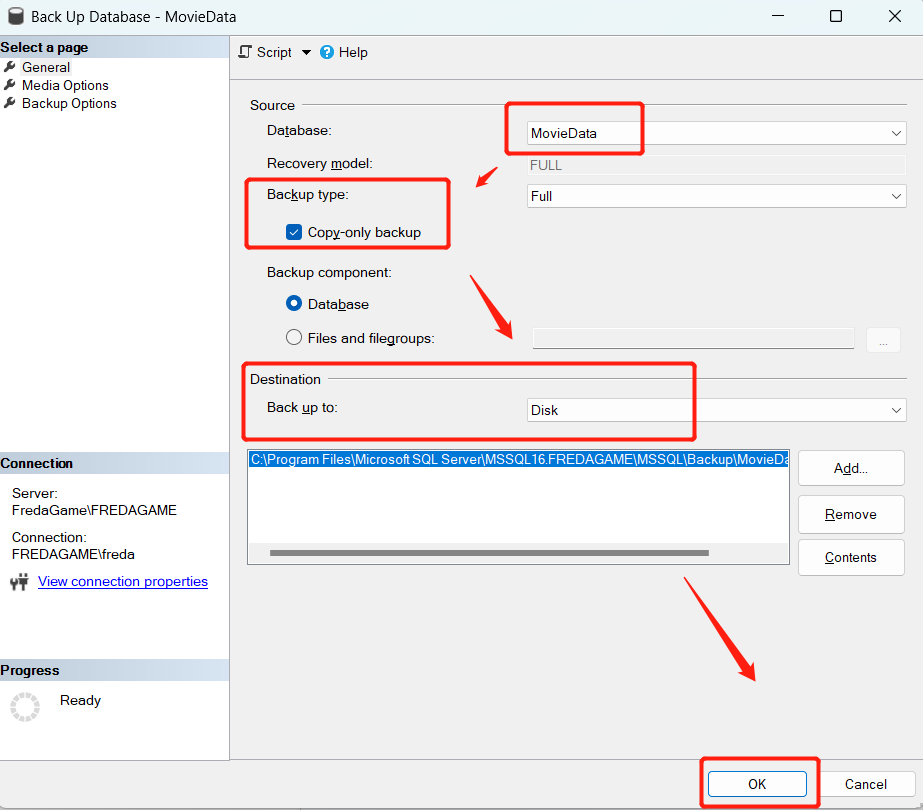 Back Up Database - MovieData
Select a page
General
Media Options
Backup Options
Script
Help
Source
Database:
MovieData
Recovery model:
FULL
Backup type:
Full
Copy-only backup
Backup component:
Database
Files and filegroups:
...
Destination
Back up to:
Disk
C:\Program Files\Microsoft SQL Server\MSSQL16.FREDAGAME\MSSQL\Backup\MovieDa
Add...
Remove
Contents
Connection
Server:
FredaGame\FREDAGAME
Connection:
FREDAGAME\freda
View connection properties
Progress
Ready
OK
Cancel